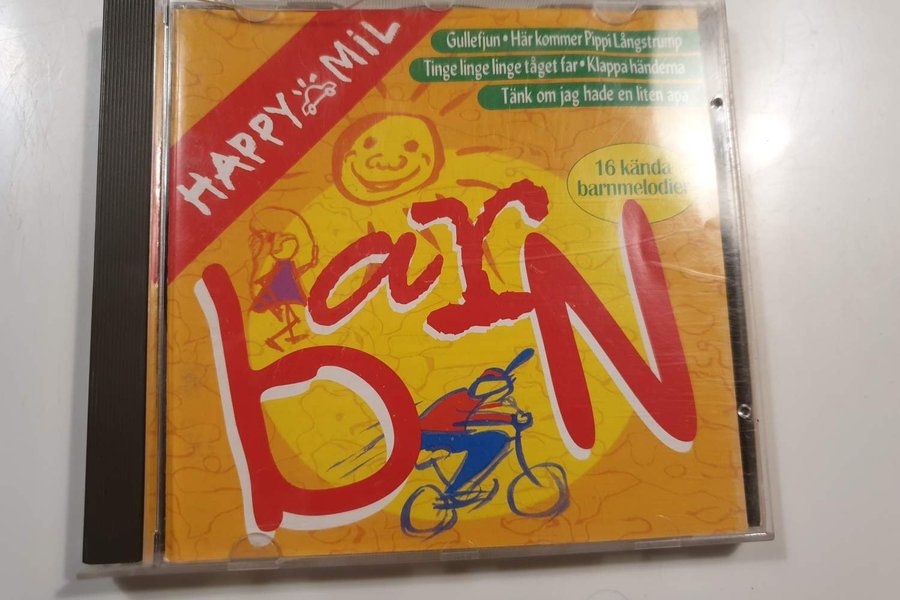 HAPPY MiL
Gullefjun • Här kommer Pippi Långstrump
Tinge linge linge tåget far • Klappa händerna
Tänk om jag hade en liten apa
16 kända
barnmelodier
barN